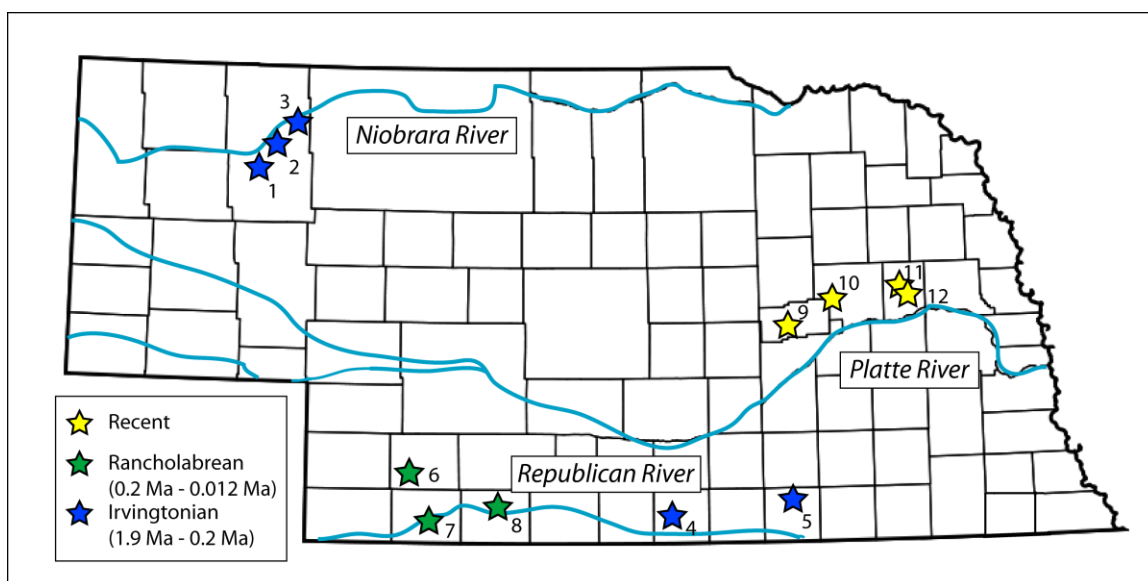 3
Niobrara River
2
1
11
10
12
9
Platte River
Recent
Rancholabrean
(0.2 Ma - 0.012 Ma)
Irvingtonian
(1.9 Ma - 0.2 Ma)
6
Republican River
7
8
4
5